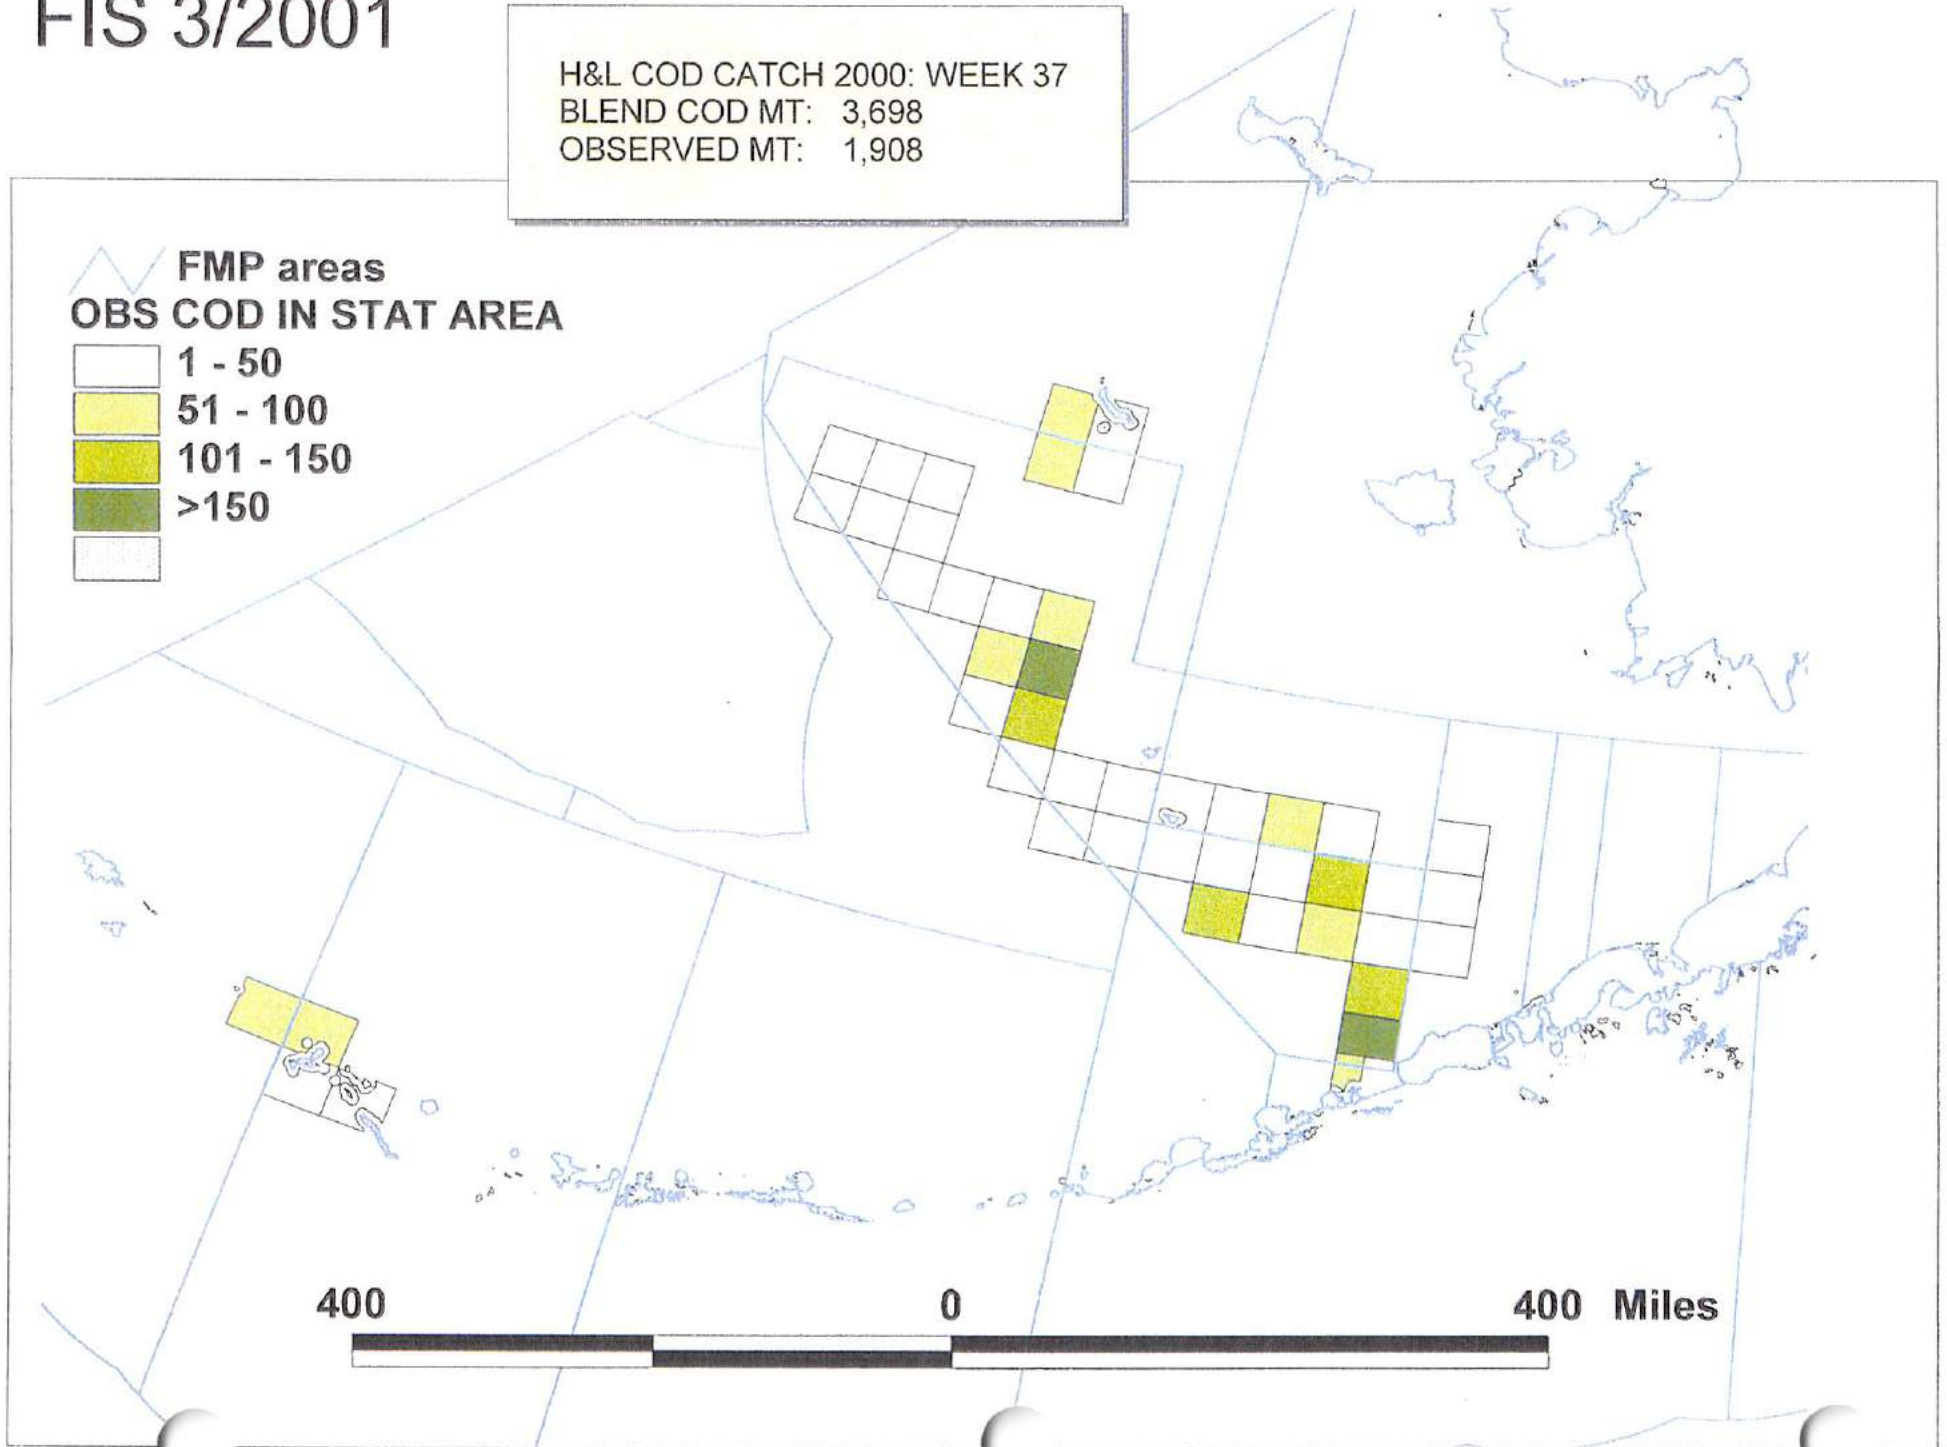 FIS 3/2001
H&L COD CATCH 2000: WEEK 37
BLEND COD MT: 3,698
OBSERVED MT: 1,908
FMP areas
OBS COD IN STAT AREA
1 - 50
51 - 100
101 - 150
>150
400 0 400 Miles